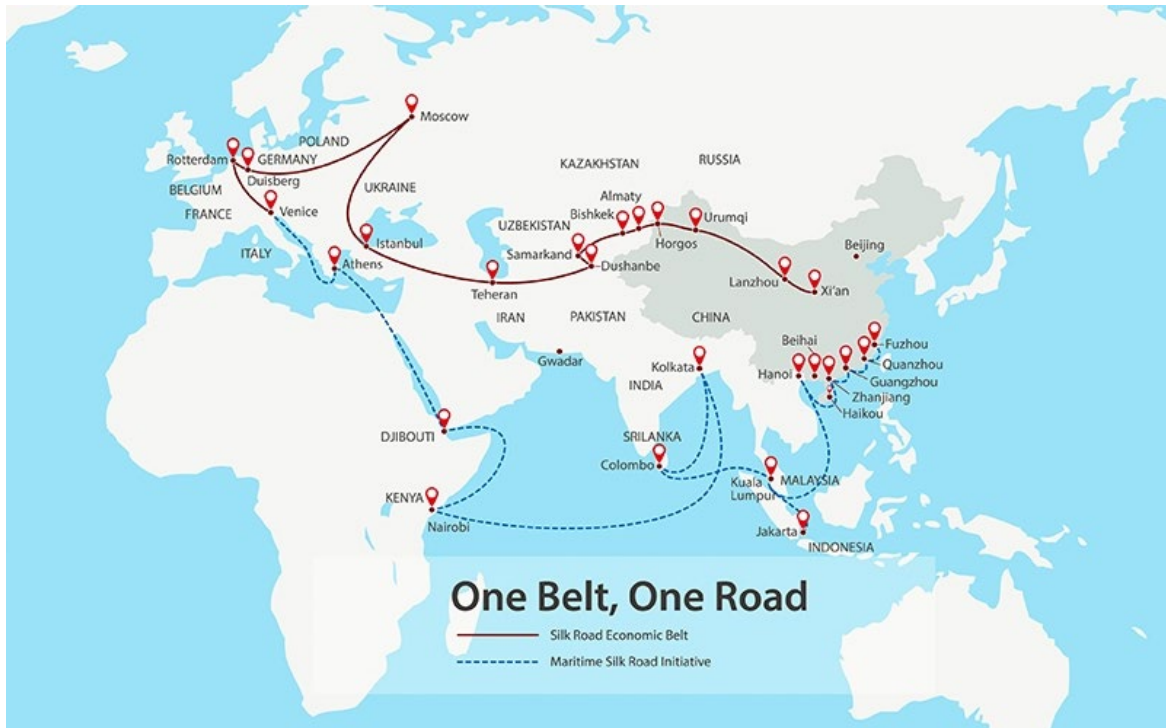 Moscow
POLAND
Rotterdam
GERMANY
Duisberg
BELGIUM
FRANCE
Venice
UKRAINE
ITALY
Istanbul
Athens
KAZAKHSTAN
RUSSIA
Almaty
Bishkek
Urumqi
UZBEKISTAN
Horgos
Samarkand
Dushanbe
Beijing
Lanzhou
Xi'an
Teheran
IRAN
PAKISTAN
CHINA
Gwadar
Kolkata
INDIA
Beihai
Hanoi
Fuzhou
Quanzhou
Guangzhou
Zhanjiang
Haikou
DJIBOUTI
SRILANKA
Colombo
KENYA
Nairobi
Kuala
Lumpur
MALAYSIA
Jakarta
INDONESIA
One Belt, One Road
Silk Road Economic Belt
Maritime Silk Road Initiative